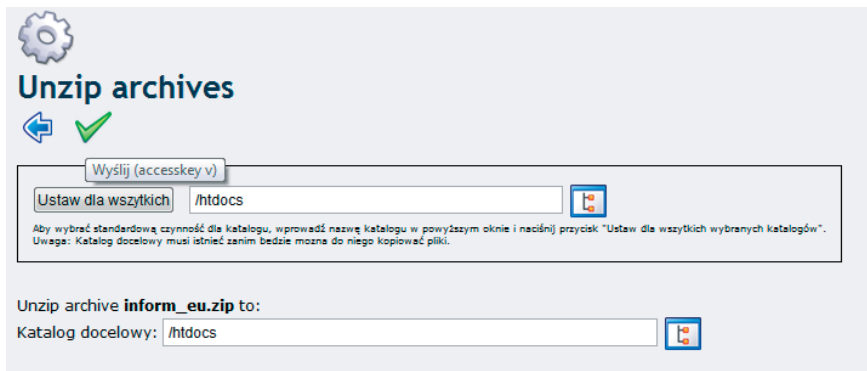 Unzip archives
Wyślij (accesskey v)
Ustaw dla wszytkich /htdocs
Aby wybrać standardową czynność dla katalogu, wprowadź nazwę katalogu w powyższym oknie i naciśnij przycisk "Ustaw dla wszytkich wybranych katalogów".
Uwaga: Katalog docelowy musi istnieć zanim bedzie mozna do niego kopiować pliki.
Unzip archive inform_eu.zip to:
Katalog docelowy: /htdocs